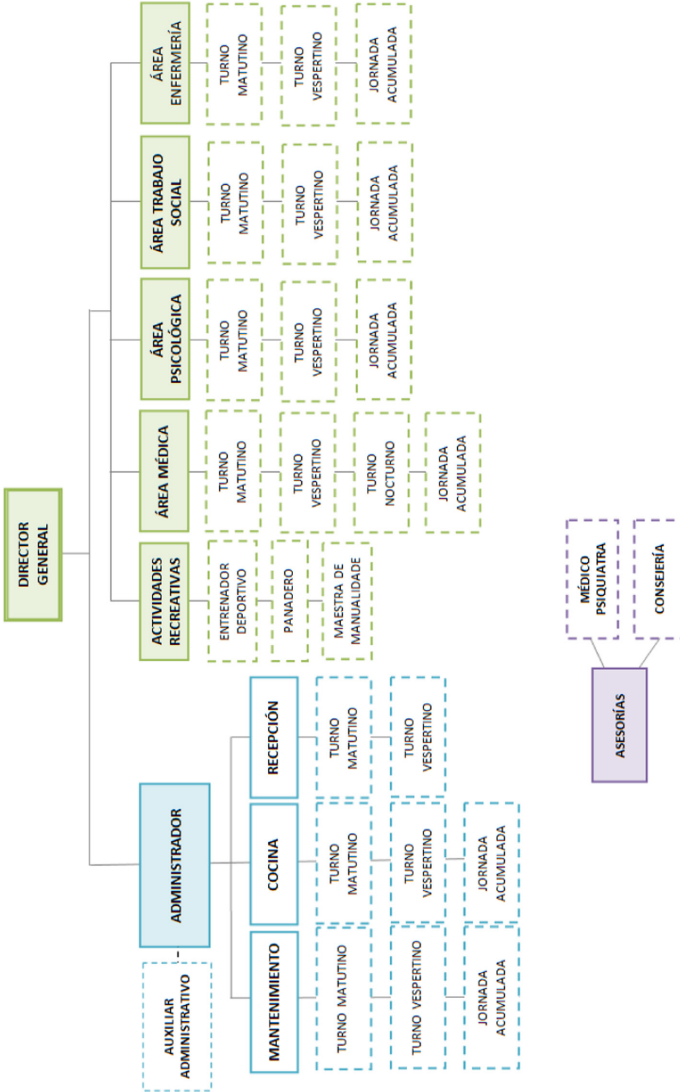 DIRECTOR
GENERAL
AUXILIAR
ADMINISTRATIVO
ADMINISTRADOR
MANTENIMIENTO
TURNO MATUTINO
TURNO VESPERTINO
JORNADA
ACUMULADA
COCINA
TURNO
MATUTINO
TURNO
VESPERTINO
JORNADA
ACUMULADA
RECEPCIÓN
TURNO
MATUTINO
TURNO
VESPERTINO
ACTIVIDADES
RECREATIVAS
ENTRENADOR
DEPORTIVO
PANADERO
MAESTRA DE
MANUALIDADE
ÁREA MÉDICA
TURNO
MATUTINO
TURNO
VESPERTINO
TURNO
NOCTURNO
JORNADA
ACUMULADA
ÁREA
PSICOLÓGICA
TURNO
MATUTINO
TURNO
VESPERTINO
JORNADA
ACUMULADA
ÁREA TRABAJO
SOCIAL
TURNO
MATUTINO
TURNO
VESPERTINO
JORNADA
ACUMULADA
ÁREA
ENFERMERÍA
TURNO
MATUTINO
TURNO
VESPERTINO
JORNADA
ACUMULADA
ASESORÍAS
MÉDICO
PSIQUIATRA
CONSEJERÍA